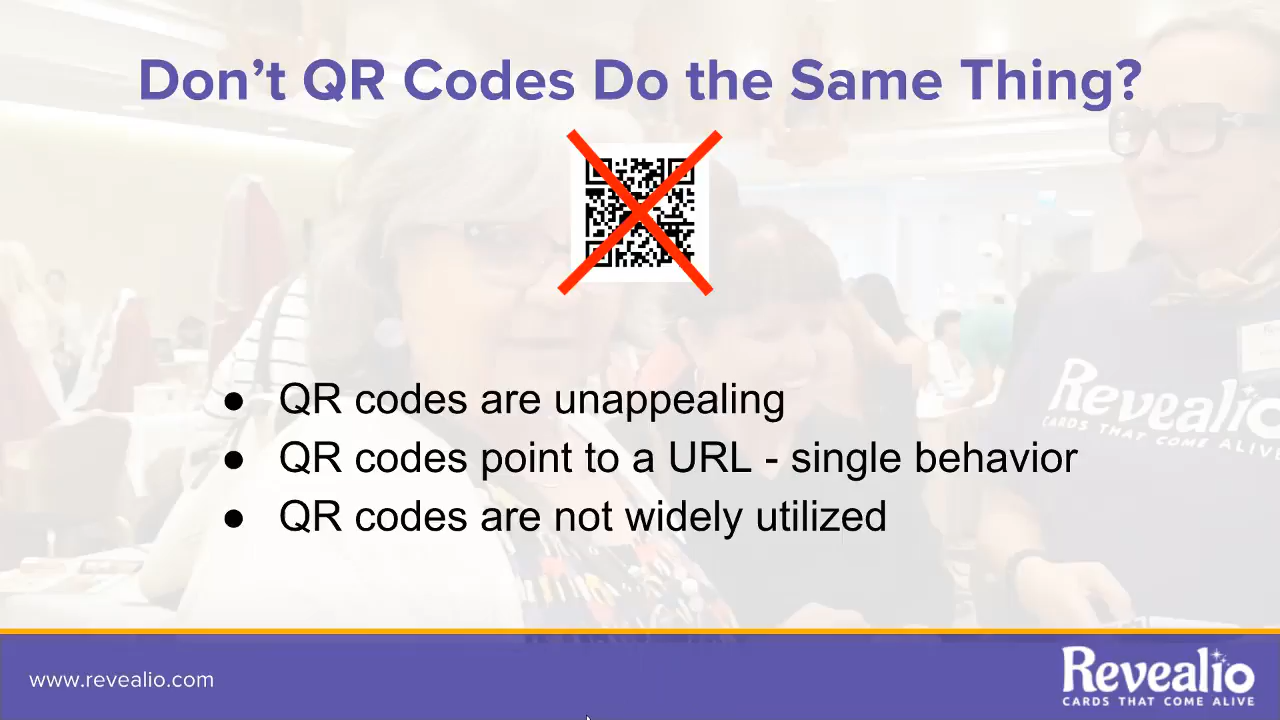 Don't QR Codes Do the Same Thing?
● QR codes are unappealing
● QR codes point to a URL - single behavior
● QR codes are not widely utilized
Revealio
CARDS THAT COME ALIVE
www.revealio.com
Revealio
CARDS THAT COME ALIVE